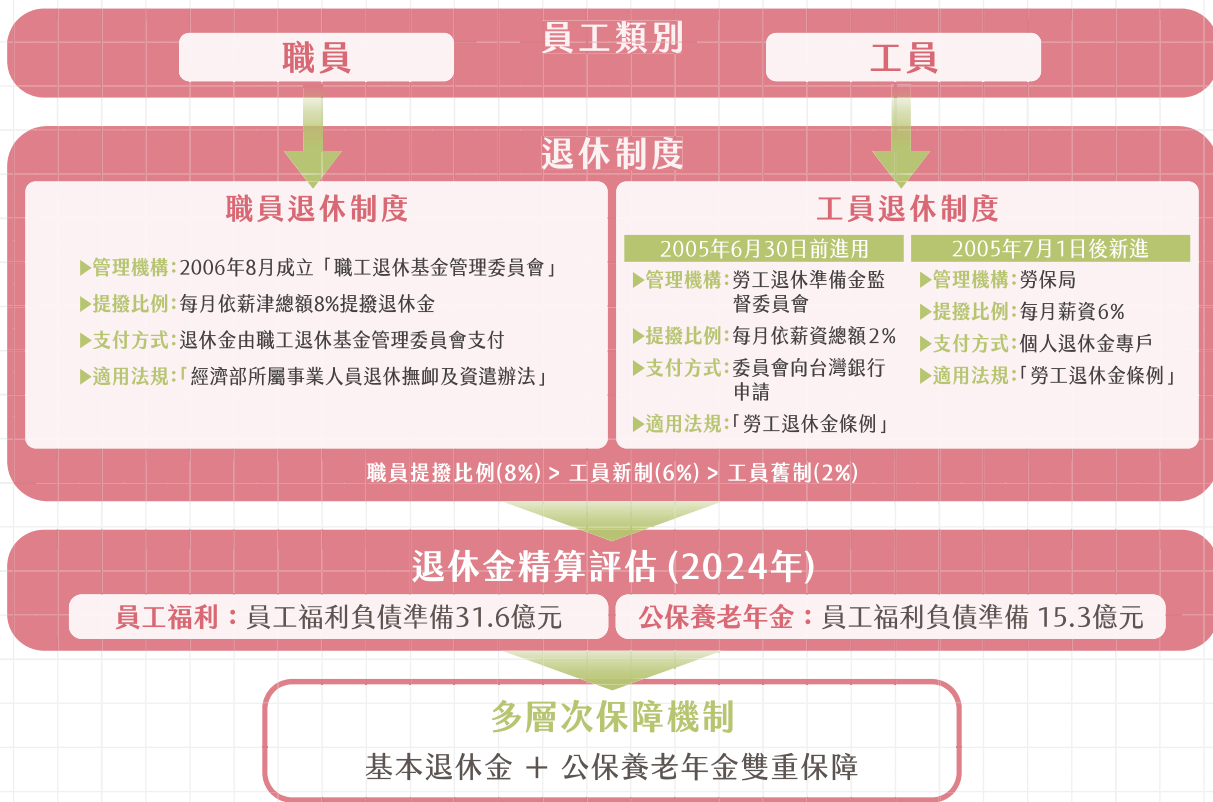 員工類別
職員
工員
退休制度
職員退休制度
▶管理機構:2006年8月成立「職工退休基金管理委員會」
▶提撥比例:每月依薪津總額8%提撥退休金
▶支付方式:退休金由職工退休基金管理委員會支付
▶適用法規:「經濟部所屬事業人員退休撫卹及資遣辦法」
工員退休制度
2005年6月30日前進用
▶管理機構:勞工退休準備金監
督委員會
▶提撥比例:每月依薪資總額2%
▶支付方式:委員會向台灣銀行
申請
▶適用法規:「勞工退休金條例」
2005年7月1日後新進
▶管理機構:勞保局
▶提撥比例:每月薪資6%
▶支付方式:個人退休金專戶
▶適用法規:「勞工退休金條例」
職員提撥比例(8%) > 工員新制(6%) > 工員舊制(2%)
退休金精算評估 (2024年)
員工福利：員工福利負債準備31.6億元
公保養老年金：員工福利負債準備 15.3億元
多層次保障機制
基本退休金 ＋ 公保養老年金雙重保障